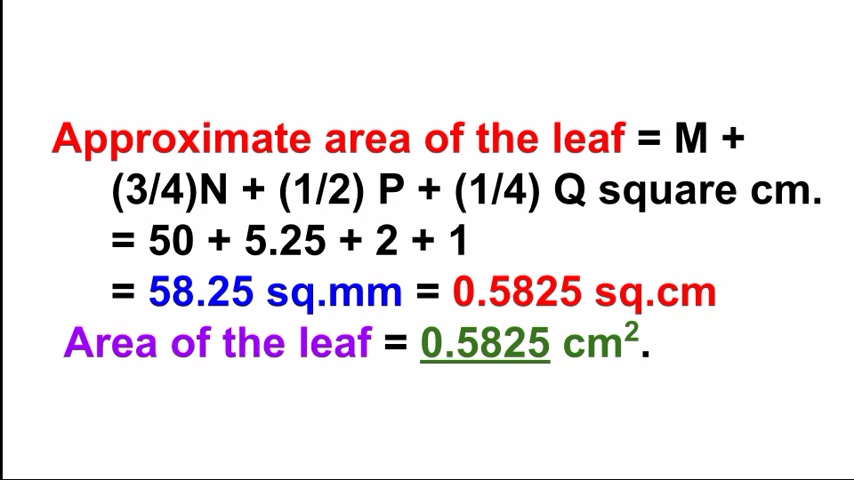 Approximate area of the leaf = M +
(3/4)N + (1/2) P + (1/4) Q square cm.
= 50 + 5.25 + 2 + 1
= 58.25 sq.mm = 0.5825 sq.cm
Area of the leaf = 0.5825 cm².